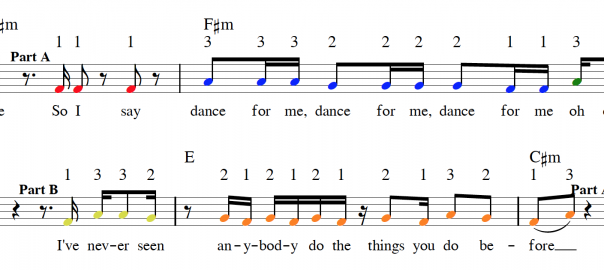 ♯m F♯m
Part A 1 1 1 3 3 3 2 2 2 2 1 1 3
e So I say dance for me, dance for me, dance for me oh
E C♯m
Part B 1 3 3 2 2 1 2 1 2 1 2 1 3 2 1 3
Part A
I've nev-er seen an-y-bod-y do the things you do be - fore